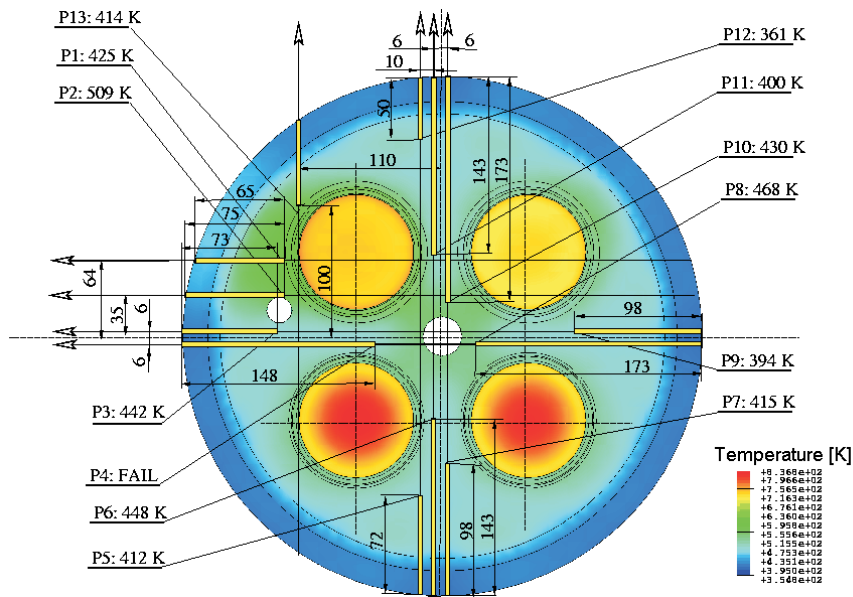 P13: 414 K
P1: 425 K
P2: 509 K
6
6
10
P12: 361 K
P11: 400 K
P10: 430 K
P8: 468 K
50
110
143
173
65
75
73
100
64
35
6
6
98
148
173
P9: 394 K
P3: 442 K
P7: 415 K
P4: FAIL
P6: 448 K
P5: 412 K
72
98
143
Temperature [K]
+8.368e+02
+7.966e+02
+7.565e+02
+7.163e+02
+6.761e+02
+6.360e+02
+5.958e+02
+5.556e+02
+5.155e+02
+4.753e+02
+4.351e+02
+3.950e+02
+3.548e+02